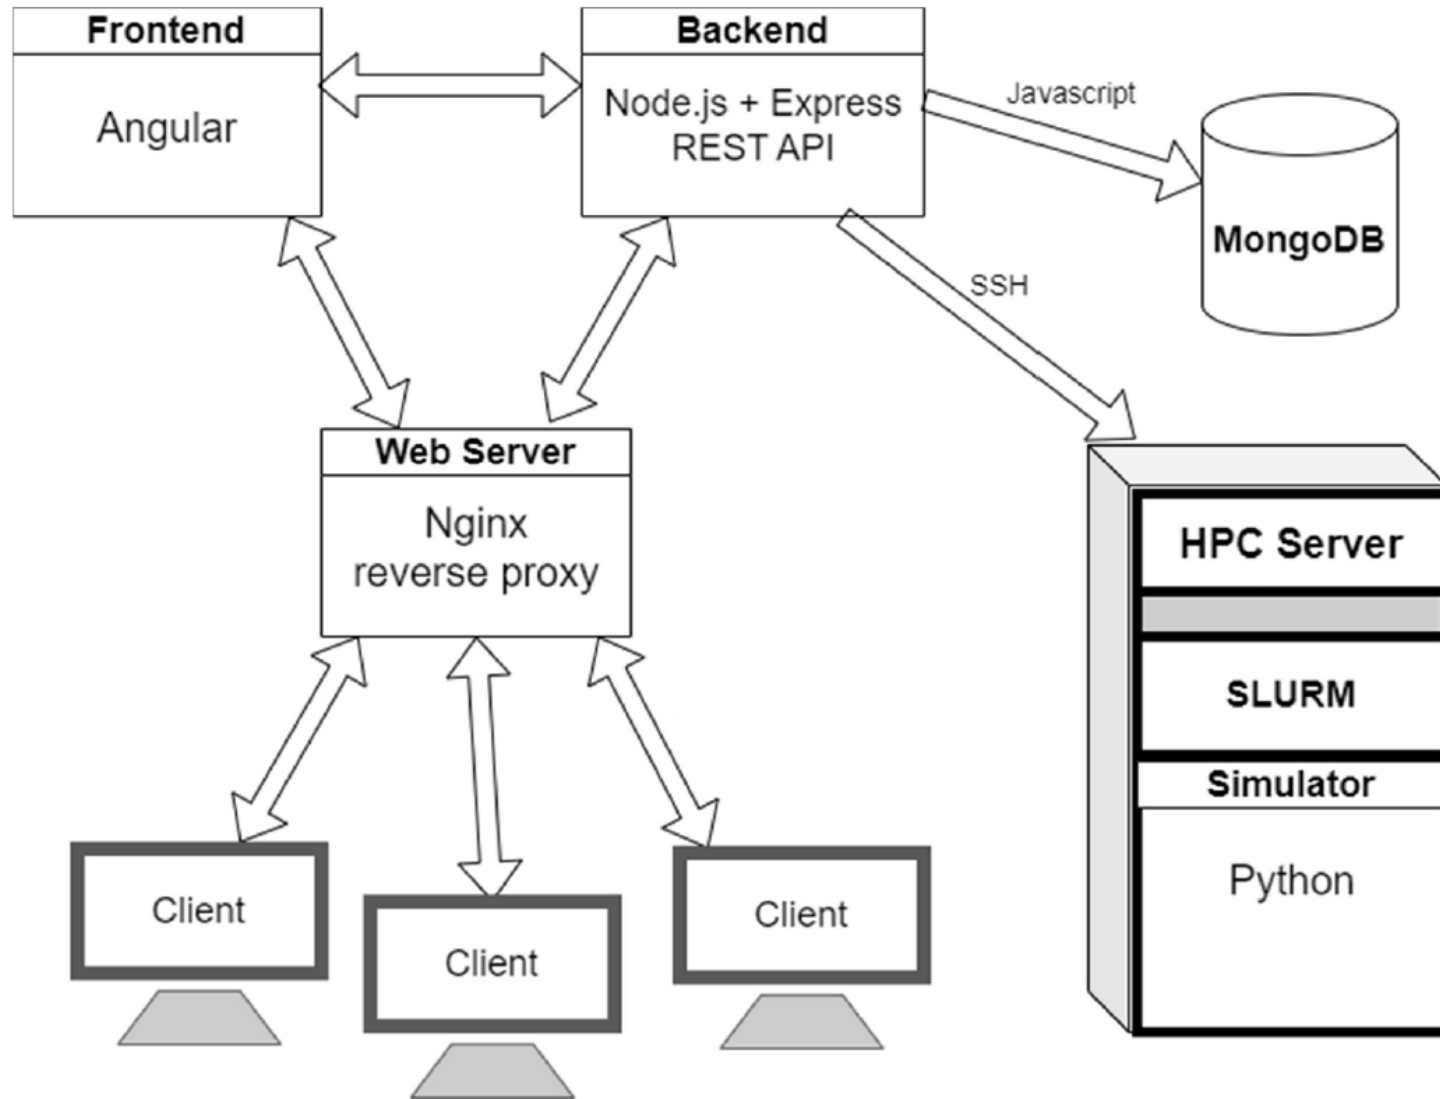 Frontend
Angular
Backend
Node.js + Express
REST API
Javascript
MongoDB
SSH
Web Server
Nginx
reverse proxy
HPC Server
SLURM
Simulator
Python
Client
Client
Client